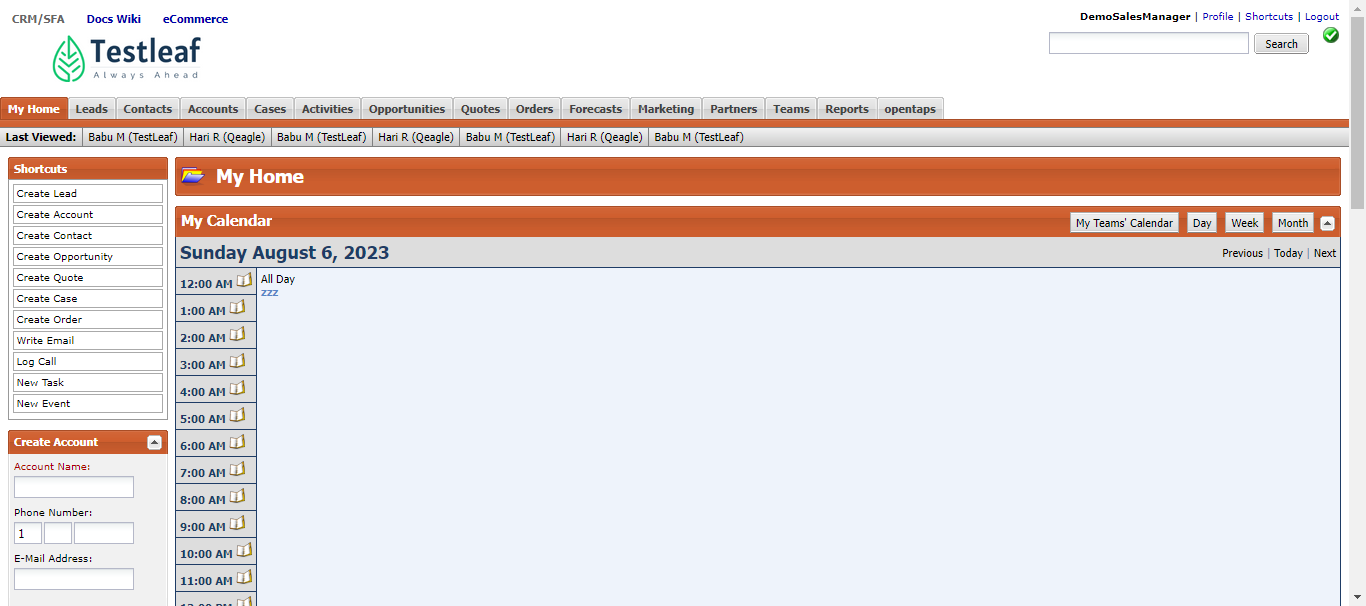 CRM/SFA Docs Wiki eCommerce
DemoSalesManager | Profile | Shortcuts | Logout
Testleaf
Always Ahead
Search
My Home Leads Contacts Accounts Cases Activities Opportunities Quotes Orders Forecasts Marketing Partners Teams Reports opentaps
Last Viewed: Babu M (TestLeaf) Hari R (Qeagle) Babu M (TestLeaf) Hari R (Qeagle) Babu M (TestLeaf) Hari R (Qeagle) Babu M (TestLeaf)
Shortcuts
Create Lead
Create Account
Create Contact
Create Opportunity
Create Quote
Create Case
Create Order
Write Email
Log Call
New Task
New Event
Create Account
Account Name:
Phone Number:
1
E-Mail Address:
My Home
My Calendar My Teams' Calendar Day Week Month
Sunday August 6, 2023 Previous | Today | Next
12:00 AM All Day
zzz
1:00 AM
2:00 AM
3:00 AM
4:00 AM
5:00 AM
6:00 AM
7:00 AM
8:00 AM
9:00 AM
10:00 AM
11:00 AM
12:00 PM